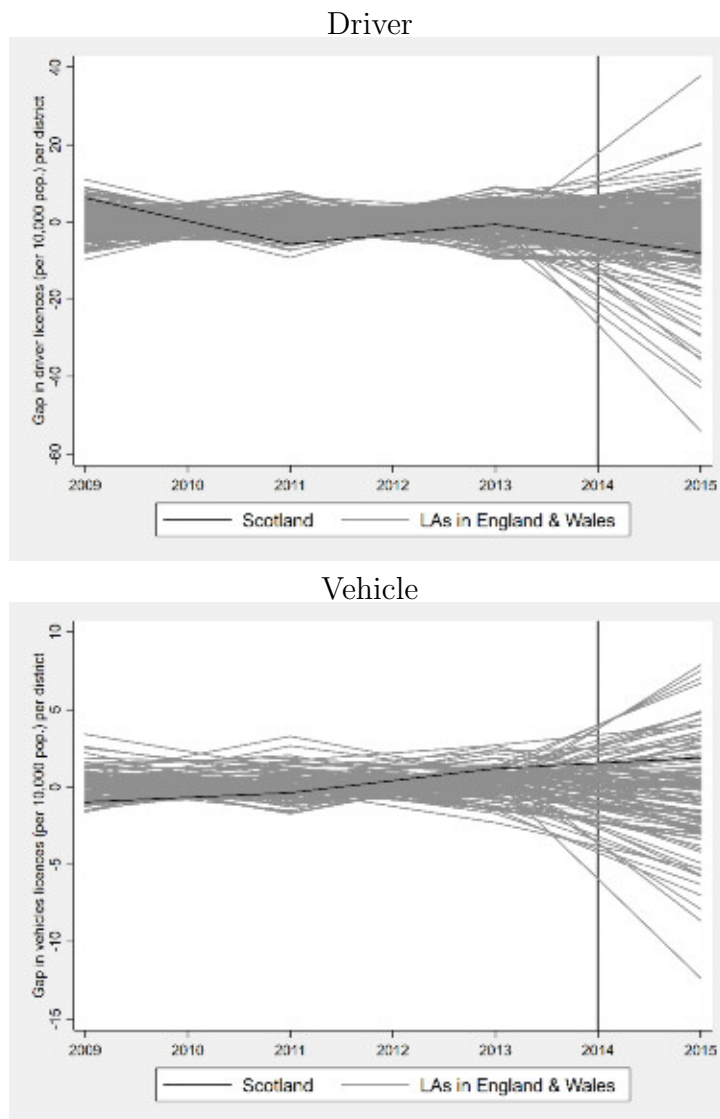 Driver
Gap in driver licences (per 10,000 pop.) per district
40
20
0
-20
-40
-60
2009 2010 2011 2012 2013 2014 2015
Scotland LAs in England & Wales
Vehicle
Gap in vehicles licences (per 10,000 pop.) per district
10
5
0
-5
-10
-15
2009 2010 2011 2012 2013 2014 2015
Scotland LAs in England & Wales